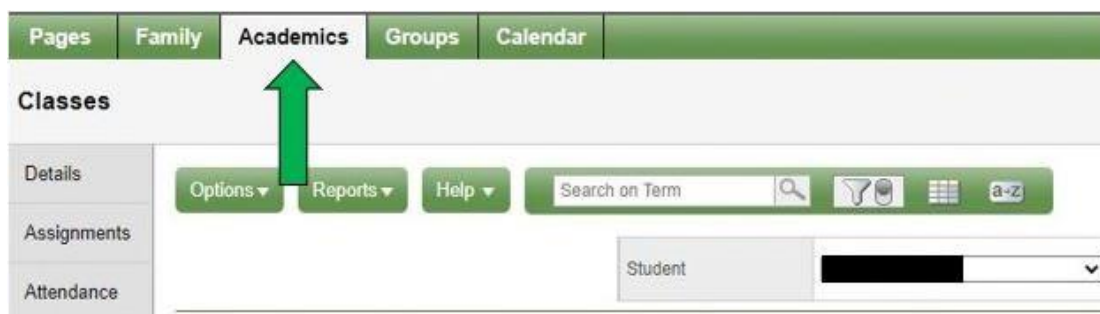 Pages Family Academics Groups Calendar
Classes
Details
Options Reports Help Search on Term a-z
Assignments
Student
Attendance